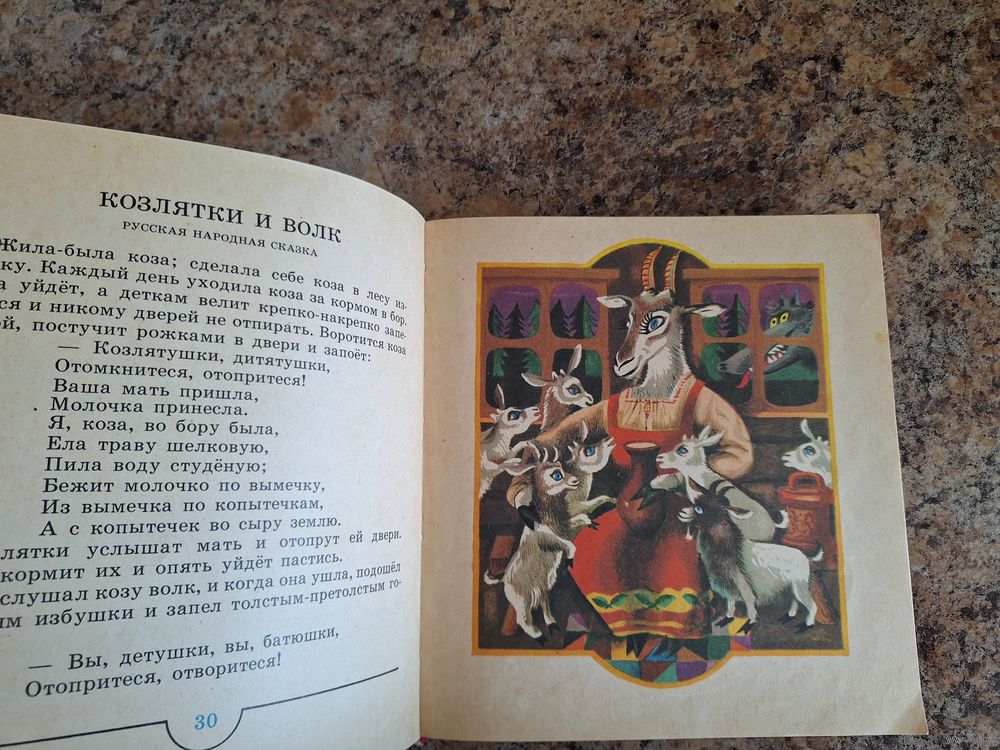 КОЗЛЯТКИ И ВОЛК
РУССКАЯ НАРОДНАЯ СКАЗКА
Жила-была коза; сделала себе коза в лесу из-
ку. Каждый день уходила коза за кормом в бор.
а уйдёт, а деткам велит крепко-накрепко запе-
ся и никому дверей не отпирать. Воротится коза
ой, постучит рожками в двери и запоёт:
— Козлятушки, дитятушки,
Отомкнитеся, отопритеся!
Ваша мать пришла,
Молочка принесла.
Я, коза, во бору была,
Ела траву шелковую,
Пила воду студёную;
Бежит молочко по вымечку,
Из вымечка по копытечкам,
А с копытечек во сыру землю.
лятки услышат мать и отопрут ей двери.
кормит их и опять уйдёт пастись.
слушал козу волк, и когда она ушла, подошёл
ям избушки и запел толстым-претолстым го-
— Вы, детушки, вы, батюшки,
Отопритеся, отворитеся!
30